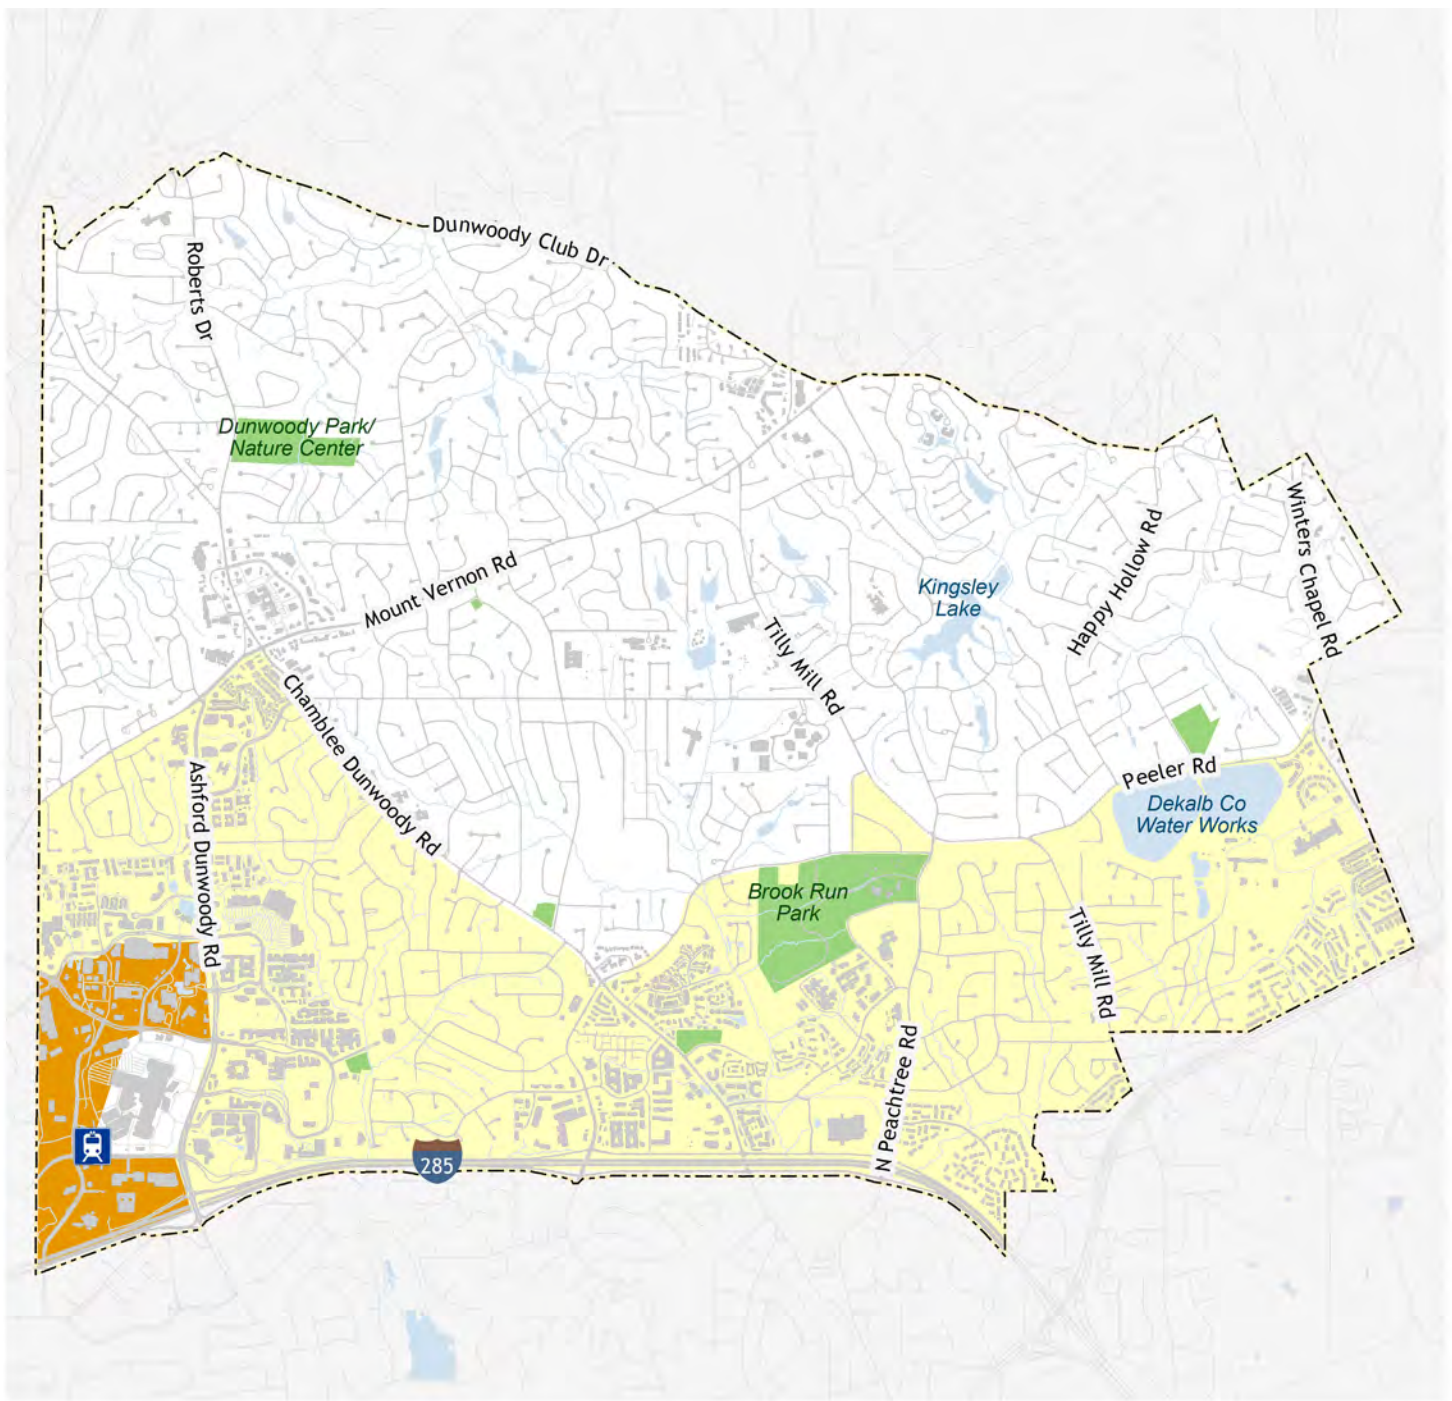 Dunwoody Club Dr
Roberts Dr
Dunwoody Park/
Nature Center
Winters Chapel Rd
Happy Hollow Rd
Mount Vernon Rd
Kingsley
Lake
Tilly Mill Rd
Chamblee Dunwoody Rd
Ashford Dunwoody Rd
Peeler Rd
Dekalb Co
Water Works
Brook Run
Park
Tilly Mill Rd
N Peachtree Rd
285